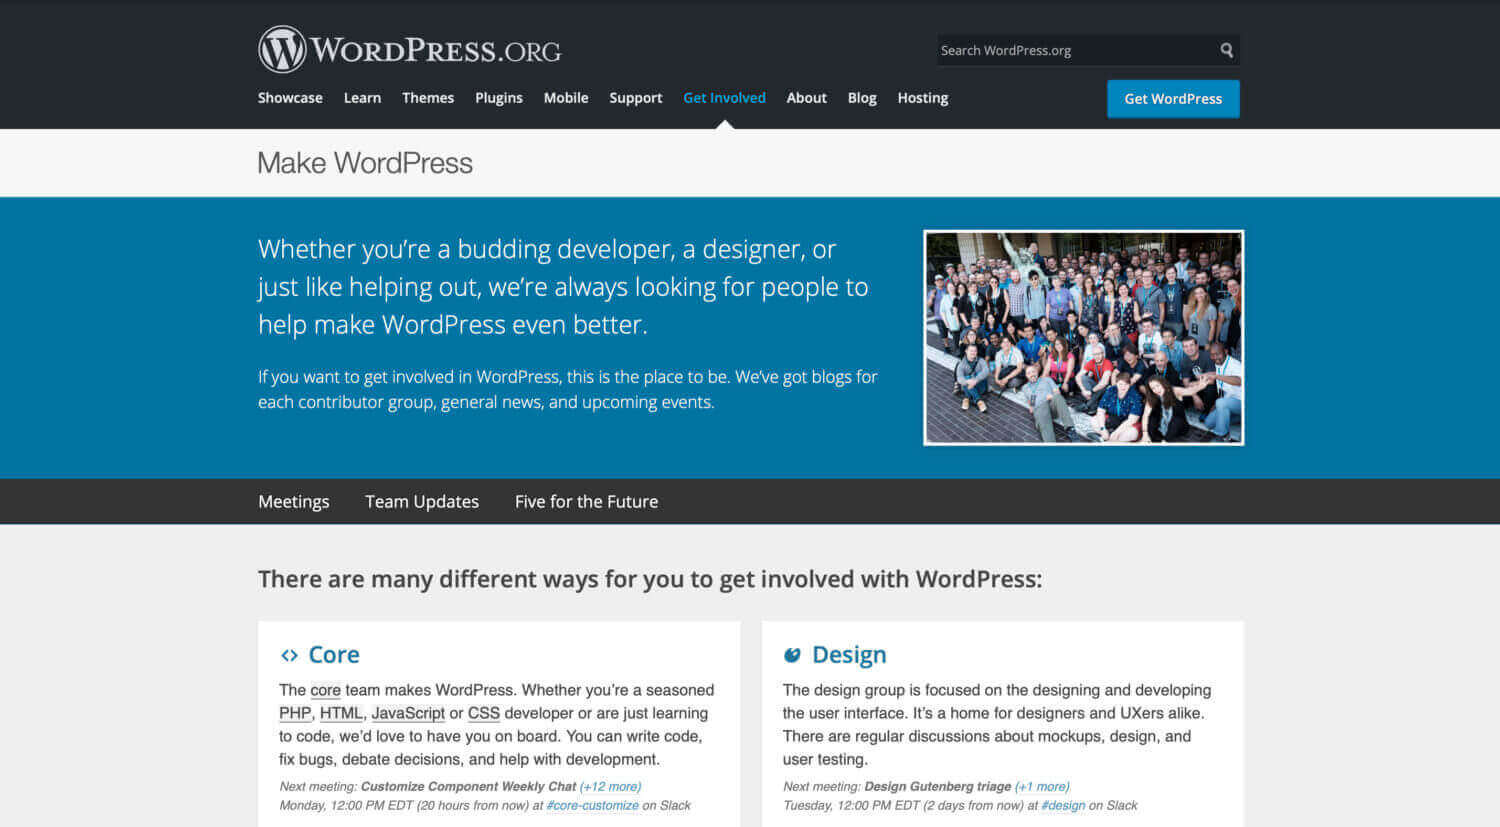 WORDPRESS.ORG
Search WordPress.org
Showcase Learn Themes Plugins Mobile Support Get Involved About Blog Hosting
Get WordPress
Make WordPress
Whether you’re a budding developer, a designer, or
just like helping out, we’re always looking for people to
help make WordPress even better.
If you want to get involved in WordPress, this is the place to be. We’ve got blogs for
each contributor group, general news, and upcoming events.
Meetings Team Updates Five for the Future
There are many different ways for you to get involved with WordPress:
Core
The core team makes WordPress. Whether you’re a seasoned
PHP, HTML, JavaScript or CSS developer or are just learning
to code, we’d love to have you on board. You can write code,
fix bugs, debate decisions, and help with development.
Next meeting: Customize Component Weekly Chat (+12 more)
Monday, 12:00 PM EDT (20 hours from now) at #core-customize on Slack
Design
The design group is focused on the designing and developing
the user interface. It’s a home for designers and UXers alike.
There are regular discussions about mockups, design, and
user testing.
Next meeting: Design Gutenberg triage (+1 more)
Tuesday, 12:00 PM EDT (2 days from now) at #design on Slack